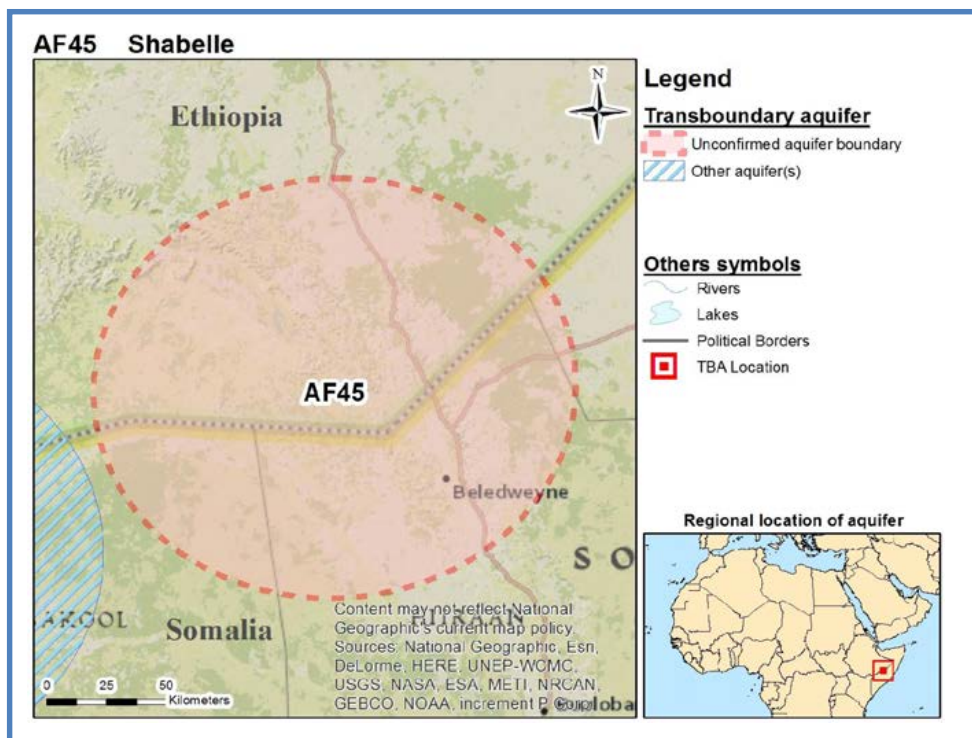 AF45 Shabelle
N
Ethiopia
AF45
Beledweyne
S O
Somalia
Content may not reflect National
Geographic's current map policy.
Sources: National Geographic, Esri,
DeLorme, HERE, UNEP-WCMC,
USGS, NASA, ESA, METI, NRCAN,
GEBCO, NOAA, increment P Corp.
0 25 50
Kilometers
Legend
Transboundary aquifer
Unconfirmed aquifer boundary
Other aquifer(s)
Others symbols
Rivers
Lakes
Political Borders
TBA Location
Regional location of aquifer